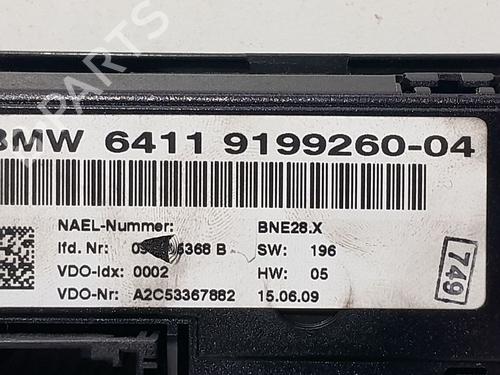 BMW 6411 9199260-04
NAEL-Nummer: BNE28.X
lfd. Nr: 368 B SW: 196
VDO-Idx: 0002 HW: 05
VDO-Nr: A2C53367882 15.06.09
749